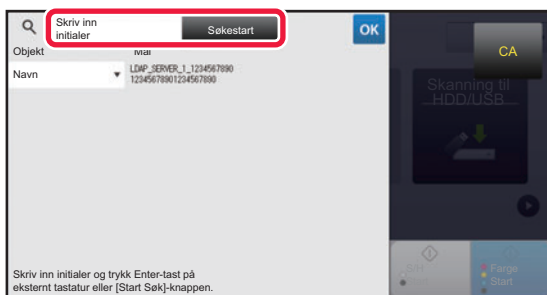 Skriv inn
initialer
Søkestart
OK
CA
Objekt
Mål
Navn
LDAP_SERVER_1_1234567890
12345678901234567890
Skanning til
HDD/USB
Skriv inn initialer og trykk Enter-tast på
eksternt tastatur eller [Start Søk]-knappen.
Farge
Start